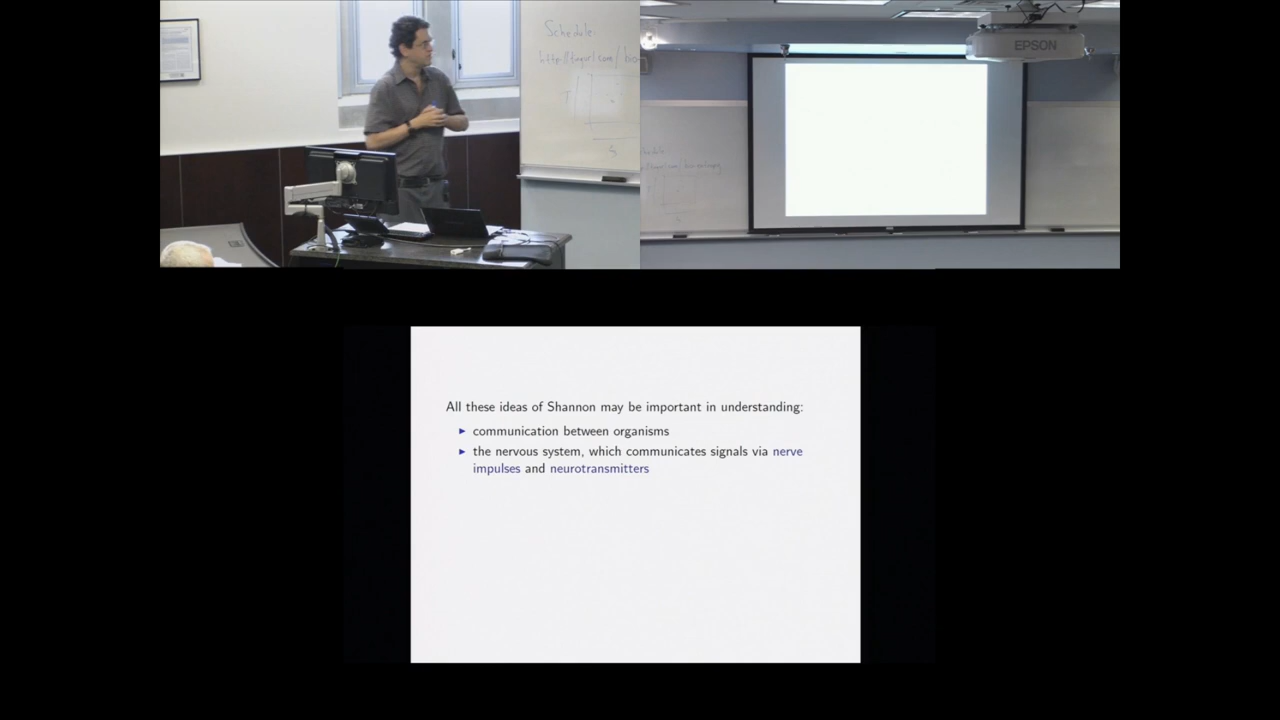 Schedule:
EPSON
All these ideas of Shannon may be important in understanding:
▶ communication between organisms
▶ the nervous system, which communicates signals via nerve
impulses and neurotransmitters